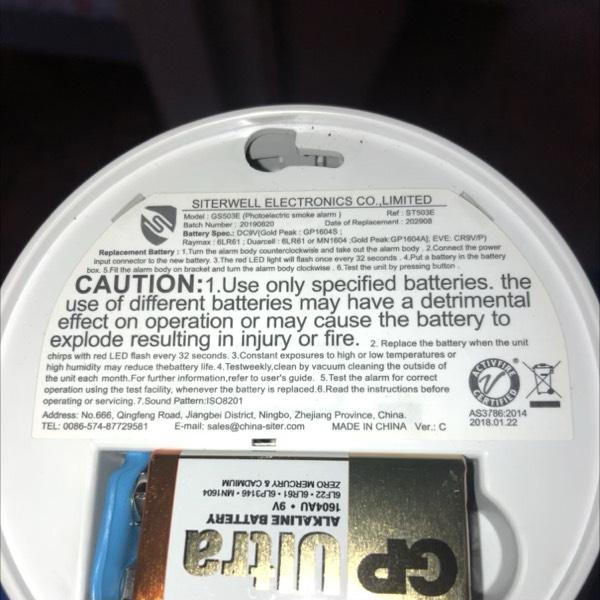 SITERWELL ELECTRONICS CO.,LIMITED
Model : GS503E (Photoelectric smoke alarm ) Ref : ST503E
Batch Number : 20190820 Date of Replacement : 202908
Battery Spec.: DC9V(Gold Peak : GP1604S ;
Raymax : 6LR61 ; Duarcell : 6LR61 or MN1604 ;Gold Peak:GP1604A]; EVE: CR9V/P)
Replacement Battery : 1.Turn the alarm body counterclockwise and take out the alarm body . 2.Connect the power
input connector to the new battery. 3.The red LED light will flash once every 32 seconds . 4.Put a battery in the battery
box. 5.Fit the alarm body on bracket and turn the alarm body clockwise . 6.Test the unit by pressing button .
CAUTION:1.Use only specified batteries. the
use of different batteries may have a detrimental
effect on operation or may cause the battery to
explode resulting in injury or fire. 2. Replace the battery when the unit
chirps with red LED flash every 32 seconds. 3.Constant exposures to high or low temperatures or
high humidity may reduce thebattery life. 4.Testweekly,clean by vacuum cleaning the outside of
the unit each month.For further information,refer to user's guide. 5.Test the alarm for correct
operation using the test facility, whenever the battery is replaced.6.Read the instructions before
operating or servicing. 7.Sound Pattern:ISO8201
ACTIVFIRE
CERTIFIED
AS3786:2014
2018.01.22
Address: No.666, Qingfeng Road, Jiangbei District, Ningbo, Zhejiang Province, China.
TEL: 0086-574-87729581 E-mail: sales@china-siter.com MADE IN CHINA Ver.: C
GP Ultra
ALKALINE BATTERY
1604AU • 9V
6LF22 • 6LR61 • 6LP3146 • MN1604
ZERO MERCURY & CADMIUM